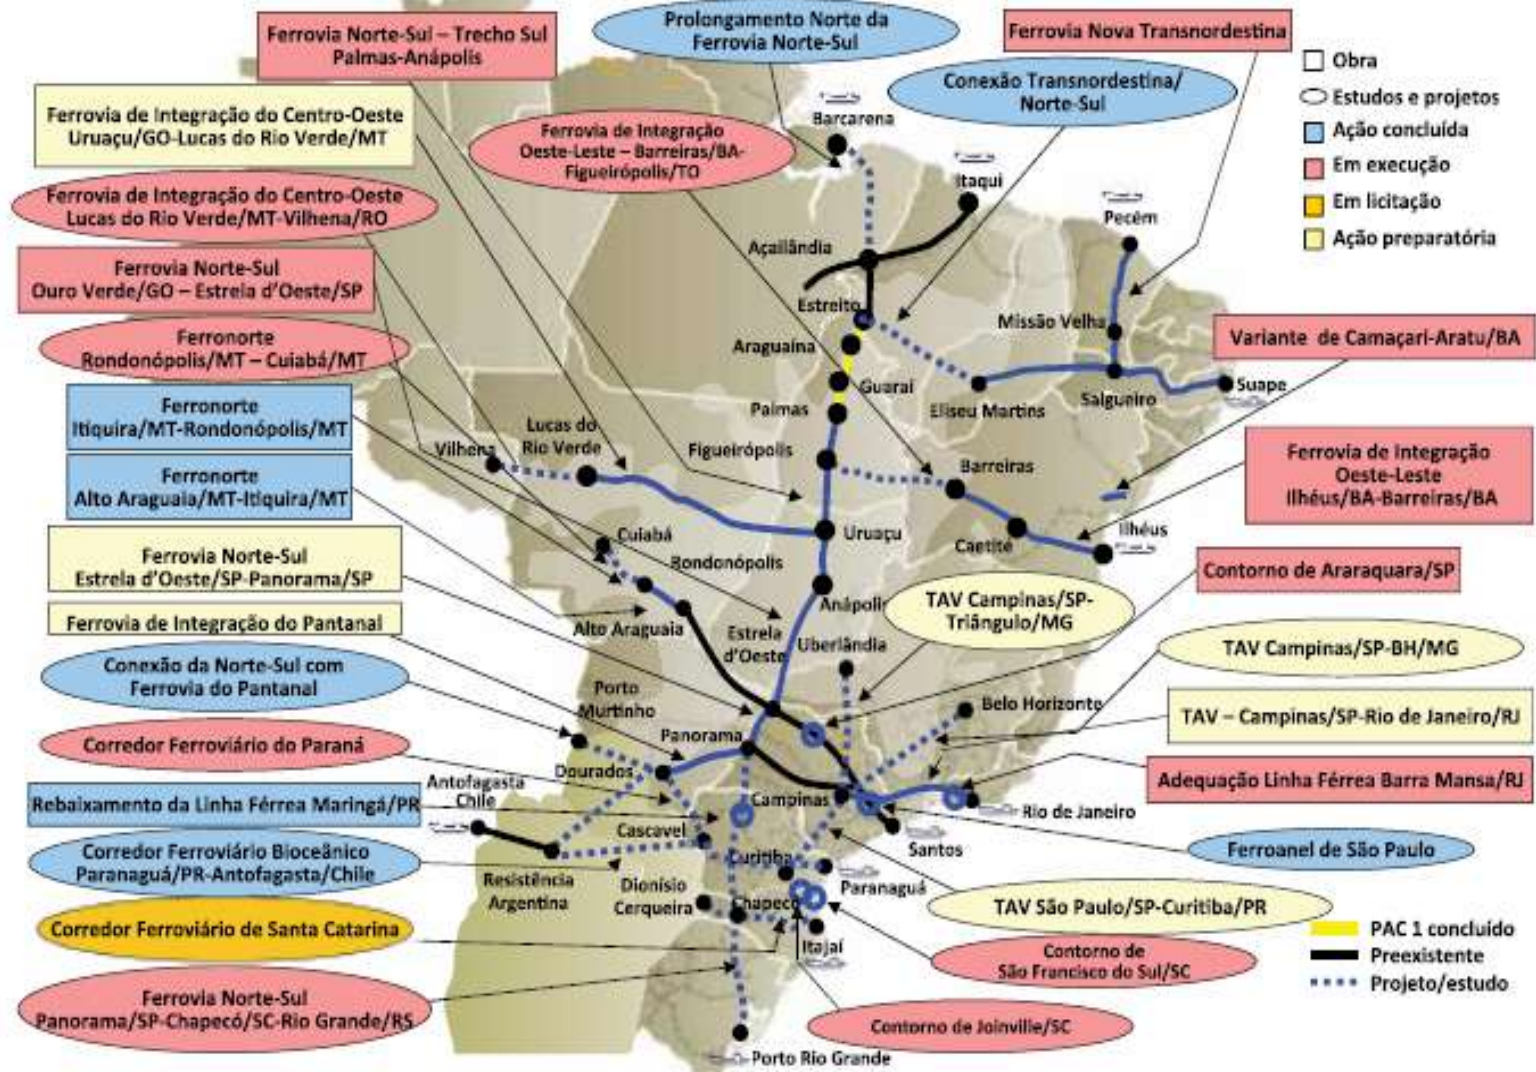 Ferrovia Norte-Sul – Trecho Sul
Palmas-Anápolis
Prolongamento Norte da
Ferrovia Norte-Sul
Ferrovia Nova Transnordestina
Conexão Transnordestina/
Norte-Sul
Obra
Estudos e projetos
Ação concluída
Em execução
Em licitação
Ação preparatória
Ferrovia de Integração do Centro-Oeste
Uruaçu/GO-Lucas do Rio Verde/MT
Ferrovia de Integração
Oeste-Leste – Barreiras/BA-
Figueirópolis/TO
Ferrovia de Integração do Centro-Oeste
Lucas do Rio Verde/MT-Vilhena/RO
Ferrovia Norte-Sul
Ouro Verde/GO – Estrela d'Oeste/SP
Ferronorte
Rondonópolis/MT – Cuiabá/MT
Ferronorte
Itiquira/MT-Rondonópolis/MT
Ferronorte
Alto Araguaia/MT-Itiquira/MT
Ferrovia Norte-Sul
Estrela d'Oeste/SP-Panorama/SP
Ferrovia de Integração do Pantanal
Conexão da Norte-Sul com
Ferrovia do Pantanal
Corredor Ferroviário do Paraná
Rebaixamento da Linha Férrea Maringá/PR
Corredor Ferroviário Bioceânico
Paranaguá/PR-Antofagasta/Chile
Corredor Ferroviário de Santa Catarina
Ferrovia Norte-Sul
Panorama/SP-Chapecó/SC-Rio Grande/RS
Barcarena
Itaqui
Pecém
Açailândia
Estreito
Missão Velha
Araguaína
Guaraí
Palmas
Eliseu Martins
Salgueiro
Suape
Lucas do
Rio Verde
Vilhena
Figueirópolis
Barreiras
Uruaçu
Caetité
Ilhéus
Cuiabá
Rondonópolis
Anápolis
Alto Araguaia
Estrela
d'Oeste
Uberlândia
Porto
Murtinho
Belo Horizonte
Panorama
Dourados
Antofagasta
Chile
Campinas
Rio de Janeiro
Cascavel
Santos
Curitiba
Paranaguá
Resistência
Argentina
Dionísio
Cerqueira
Chapecó
Itajaí
Porto Rio Grande
Variante de Camaçari-Aratu/BA
Ferrovia de Integração
Oeste-Leste
Ilhéus/BA-Barreiras/BA
Contorno de Araraquara/SP
TAV Campinas/SP-
Triângulo/MG
TAV Campinas/SP-BH/MG
TAV – Campinas/SP-Rio de Janeiro/RJ
Adequação Linha Férrea Barra Mansa/RJ
Ferroanel de São Paulo
TAV São Paulo/SP-Curitiba/PR
Contorno de
São Francisco do Sul/SC
Contorno de Joinville/SC
PAC 1 concluído
Preexistente
Projeto/estudo